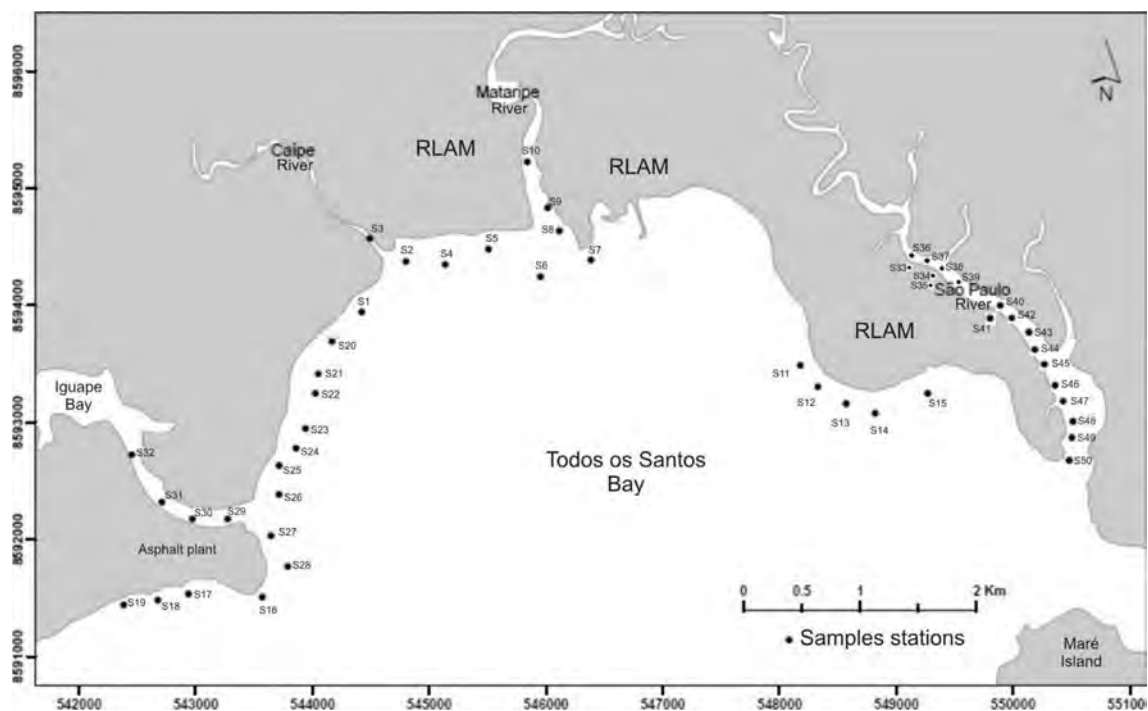 8596000
8595000
8594000
8593000
8592000
8591000
Mataripe
River
N
Caipe
River
RLAM
RLAM
S10
S9
S8
S3
S2
S4
S5
S6
S7
S36
S37
S33
S38
S34
S39
S35
São Paulo
River
S40
S41
S42
S43
S44
S45
S46
S47
S48
S49
S50
RLAM
S1
S20
S21
S22
S23
S24
S25
S26
S27
S28
S11
S12
S13
S14
S15
Iguape
Bay
S32
S31
S30
S29
Todos os Santos
Bay
Asphalt plant
S19
S18
S17
S16
0 0.5 1 2 Km
Samples stations
Maré
Island
542000 543000 544000 545000 546000 547000 548000 549000 550000 551000